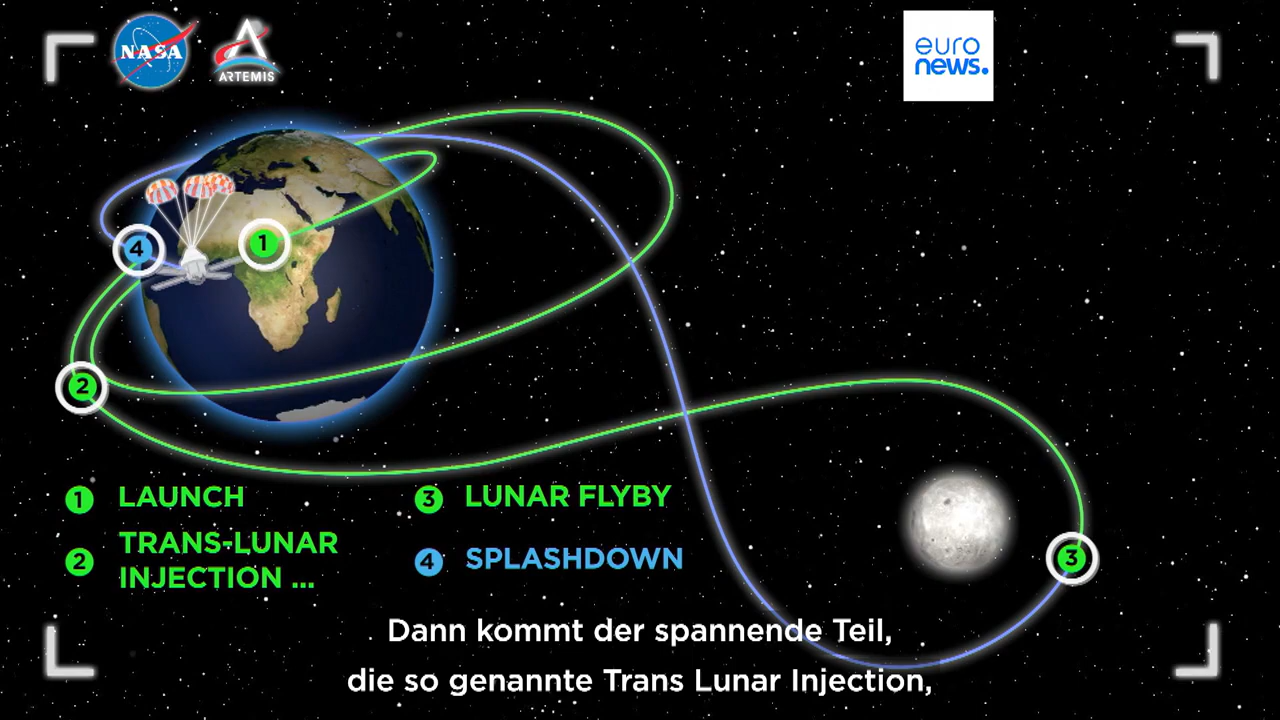 NASA
ARTEMIS
euro
news.
4
1
2
3
1 LAUNCH
2 TRANS-LUNAR
INJECTION ...
3 LUNAR FLYBY
4 SPLASHDOWN
Dann kommt der spannende Teil,
die so genannte Trans Lunar Injection,